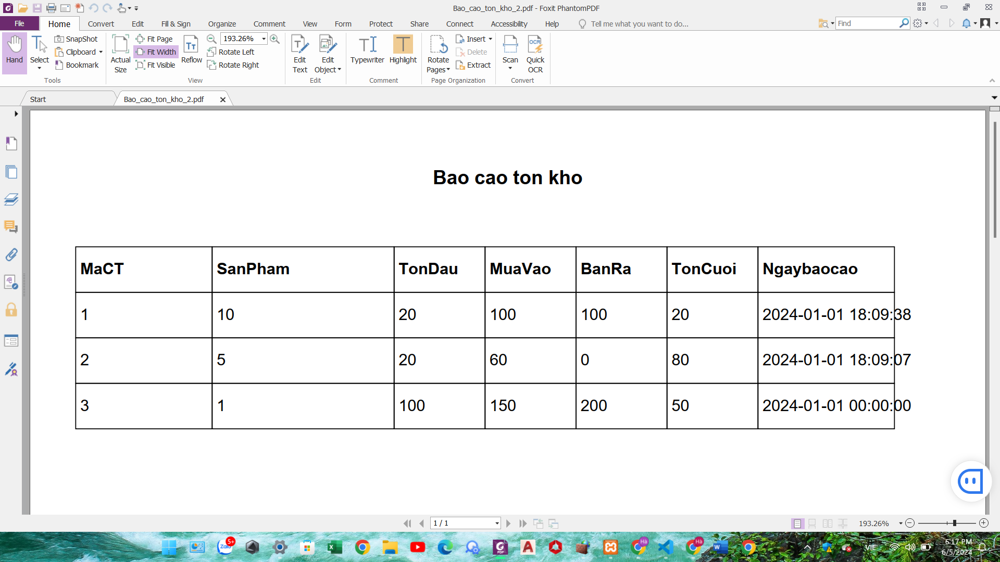 Bao_cao_ton_kho_2.pdf - Foxit PhantomPDF
File Home Convert Edit Fill & Sign Organize Comment View Form Protect Share Connect Accessibility Help Tell me what you want to do... Find
Hand
Select
SnapShot
Clipboard
Bookmark
Tools
Actual Size
Fit Page
Fit Width
Fit Visible
Reflow
193.26%
Rotate Left
Rotate Right
View
Edit Text
Edit Object
Edit
Typewriter
Highlight
Comment
Rotate Pages
Insert
Delete
Extract
Page Organization
Scan
Quick OCR
Convert
Start Bao_cao_ton_kho_2.pdf
Bao cao ton kho
MaCT SanPham TonDau MuaVao BanRa TonCuoi Ngaybaocao
1 10 20 100 100 20 2024-01-01 18:09:38
2 5 20 60 0 80 2024-01-01 18:09:07
3 1 100 150 200 50 2024-01-01 00:00:00
1 / 1 193.26%
5+
Zalo
VIE
6:17 PM
6/5/2024